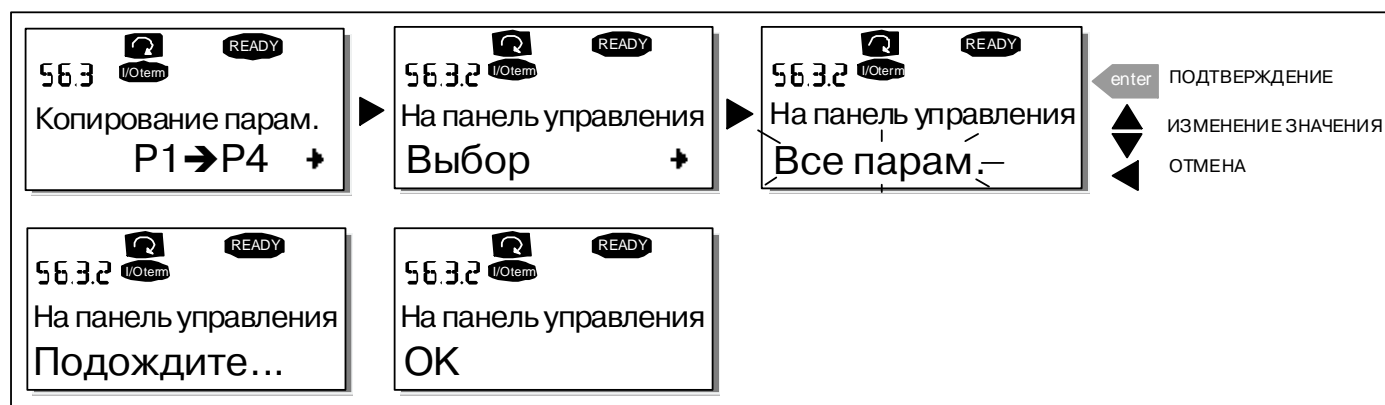 READY
S6.3 I/Oterm
Копирование парам.
P1➔P4
READY
S6.3.2 I/Oterm
На панель управления
Выбор
READY
S6.3.2 I/Oterm
На панель управления
Все парам.
enter ПОДТВЕРЖДЕНИЕ
ИЗМЕНЕНИЕ ЗНАЧЕНИЯ
ОТМЕНА
READY
S6.3.2 I/Oterm
На панель управления
Подождите...
READY
S6.3.2 I/Oterm
На панель управления
OK